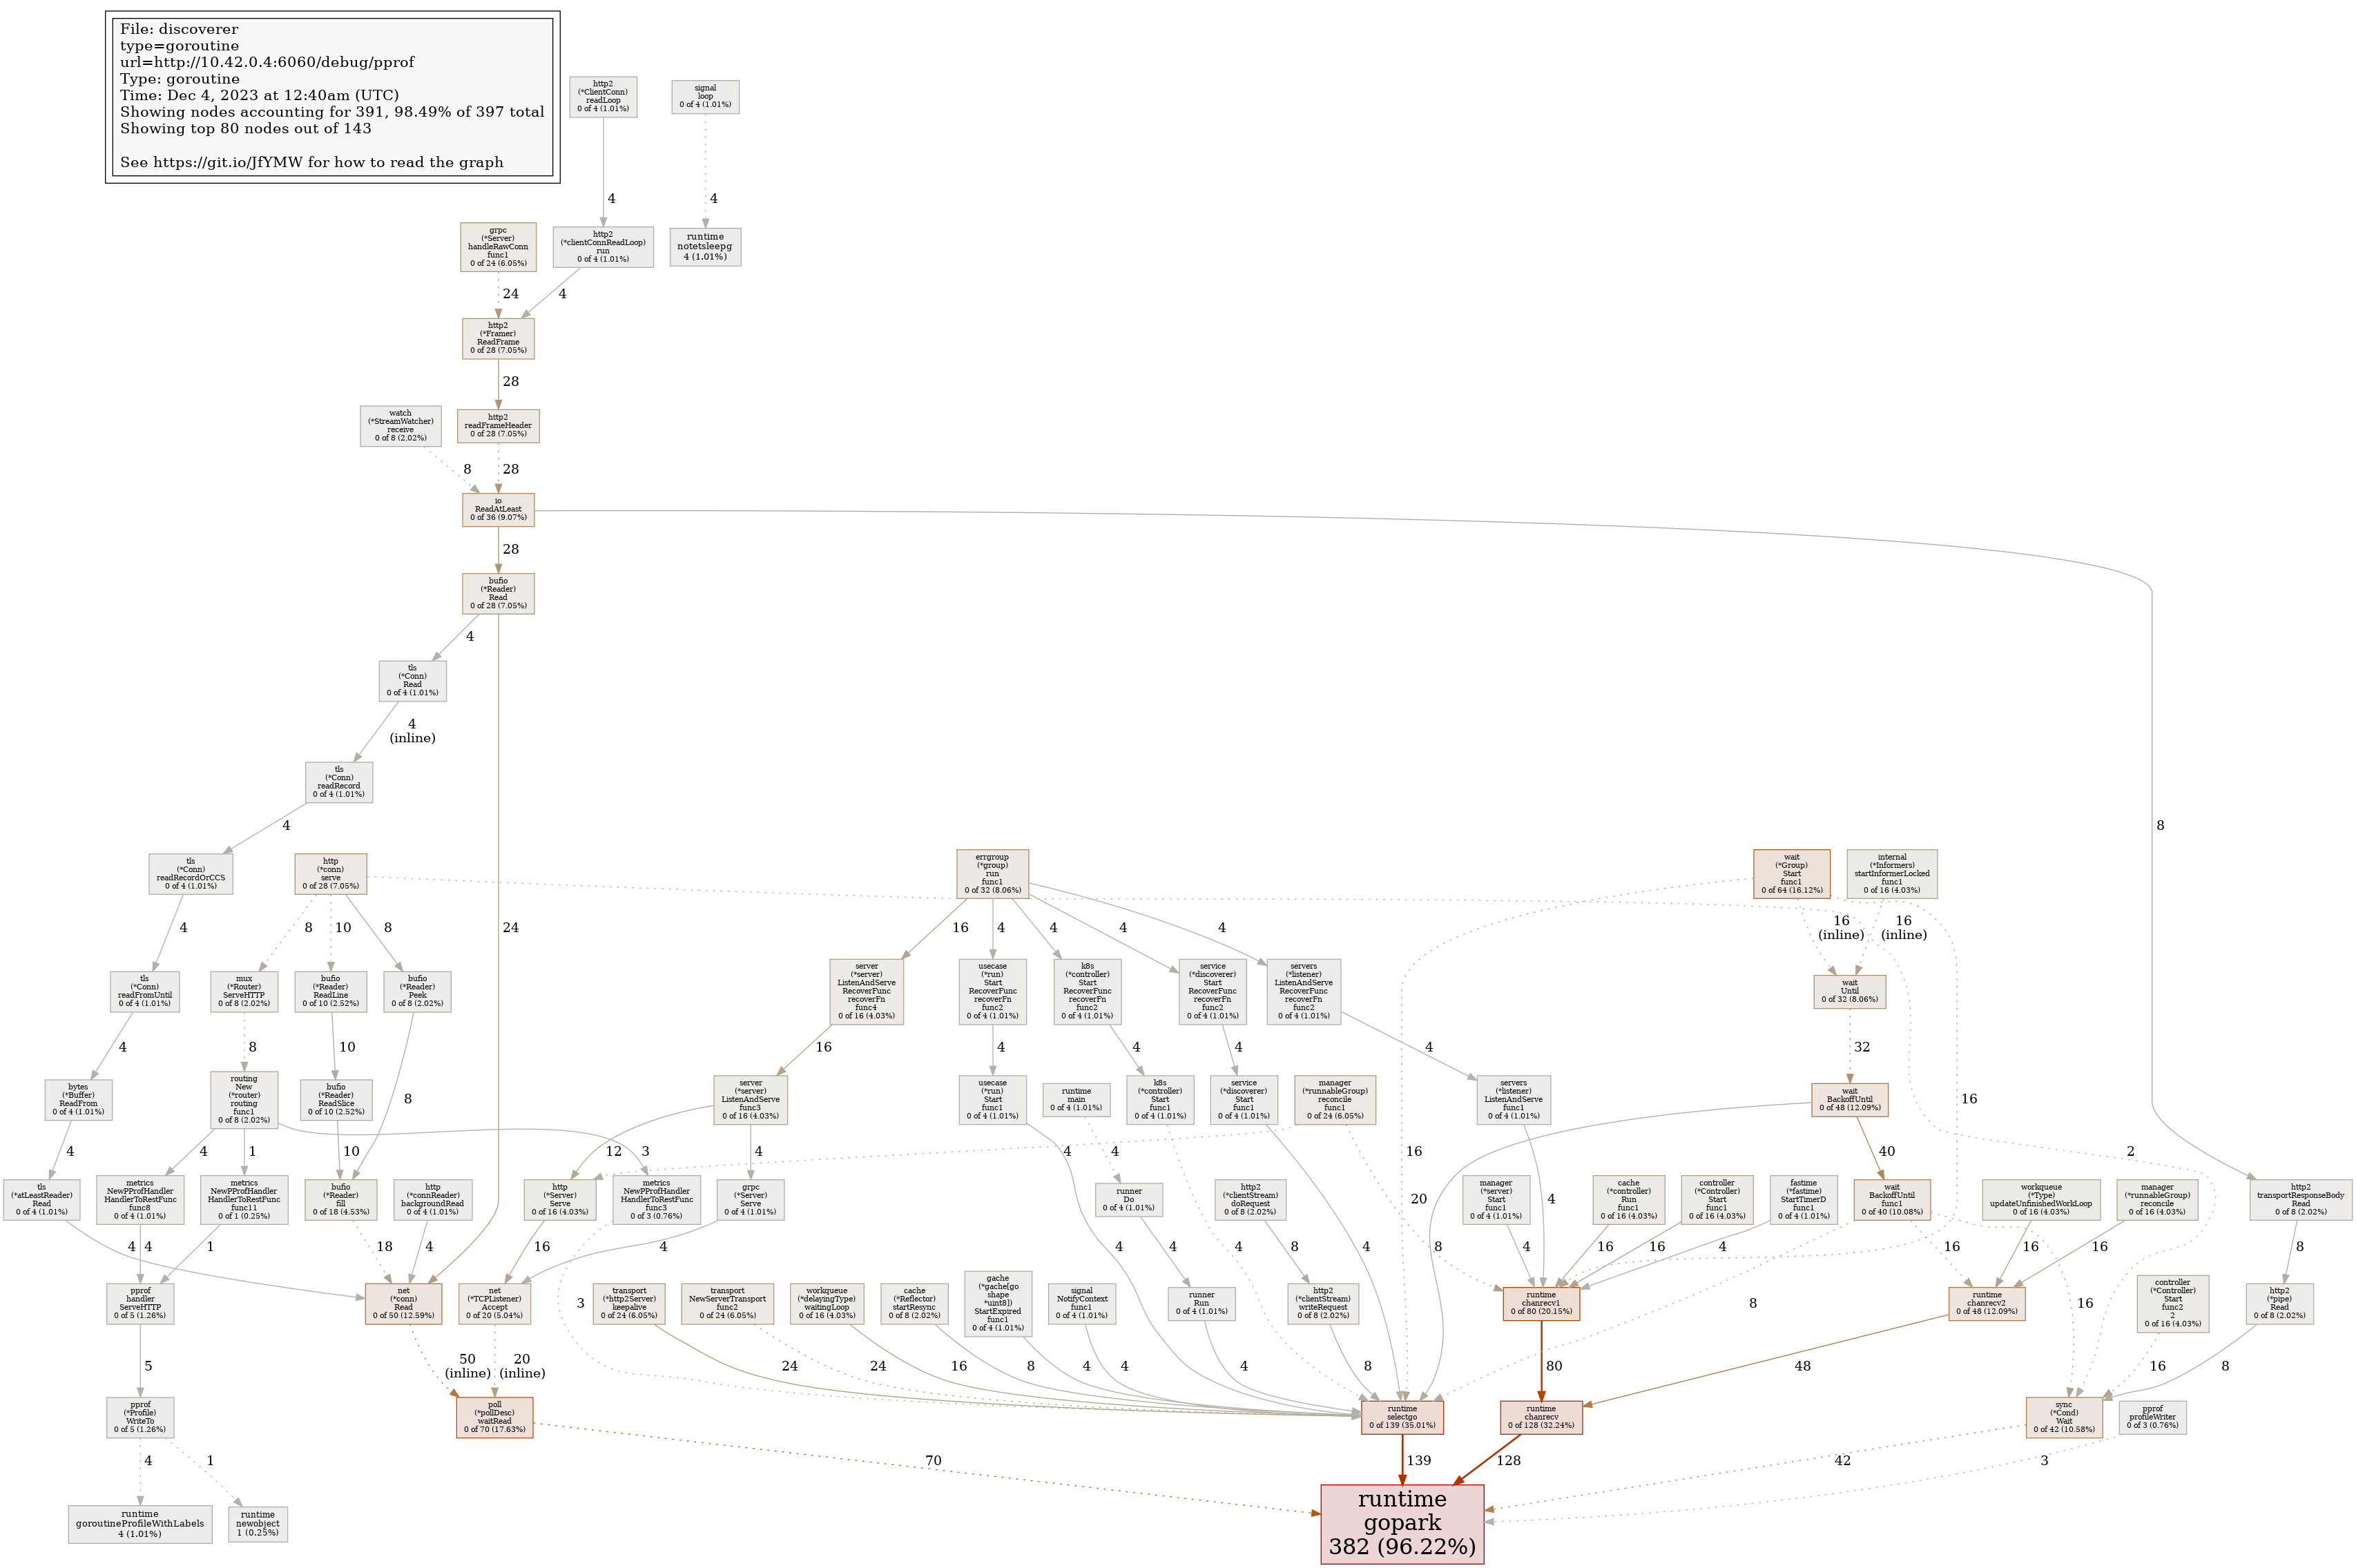 File: discoverer
type=goroutine
url=http://10.42.0.4:6060/debug/pprof
Type: goroutine
Time: Dec 4, 2023 at 12:40am (UTC)
Showing nodes accounting for 391, 98.49% of 397 total
Showing top 80 nodes out of 143
See https://git.io/JfYMW for how to read the graph
http2
(*ClientConn)
readLoop
0 of 4 (1.01%)
signal
loop
0 of 4 (1.01%)
4
4
grpc
(*Server)
handleRawConn
func1
0 of 24 (6.05%)
http2
(*clientConnReadLoop)
run
0 of 4 (1.01%)
runtime
notetsleepg
4 (1.01%)
24
4
http2
(*Framer)
ReadFrame
0 of 28 (7.05%)
28
watch
(*StreamWatcher)
receive
0 of 8 (2.02%)
http2
readFrameHeader
0 of 28 (7.05%)
8
28
io
ReadAtLeast
0 of 36 (9.07%)
28
8
bufio
(*Reader)
Read
0 of 28 (7.05%)
4
24
tls
(*Conn)
Read
0 of 4 (1.01%)
4
(inline)
tls
(*Conn)
readRecord
0 of 4 (1.01%)
4
tls
(*Conn)
readRecordOrCCS
0 of 4 (1.01%)
http
(*conn)
serve
0 of 28 (7.05%)
errgroup
(*group)
run
func1
0 of 32 (8.06%)
wait
(*Group)
Start
func1
0 of 64 (16.12%)
internal
(*Informers)
startInformerLocked
func1
0 of 16 (4.03%)
4
8
10
8
2
16
4
4
4
4
16
16
(inline)
16
16
(inline)
tls
(*Conn)
readFromUntil
0 of 4 (1.01%)
mux
(*Router)
ServeHTTP
0 of 8 (2.02%)
bufio
(*Reader)
ReadLine
0 of 10 (2.52%)
bufio
(*Reader)
Peek
0 of 8 (2.02%)
server
(*server)
ListenAndServe
RecoverFunc
recoverFn
func4
0 of 16 (4.03%)
usecase
(*run)
Start
RecoverFunc
recoverFn
func2
0 of 4 (1.01%)
k8s
(*controller)
Start
RecoverFunc
recoverFn
func2
0 of 4 (1.01%)
service
(*discoverer)
Start
RecoverFunc
recoverFn
func2
0 of 4 (1.01%)
servers
(*listener)
ListenAndServe
RecoverFunc
recoverFn
func2
0 of 4 (1.01%)
wait
Until
0 of 32 (8.06%)
4
8
10
8
16
4
4
4
4
32
bytes
(*Buffer)
ReadFrom
0 of 4 (1.01%)
routing
New
(*router)
routing
func1
0 of 8 (2.02%)
bufio
(*Reader)
ReadSlice
0 of 10 (2.52%)
server
(*server)
ListenAndServe
func3
0 of 16 (4.03%)
usecase
(*run)
Start
func1
0 of 4 (1.01%)
runtime
main
0 of 4 (1.01%)
k8s
(*controller)
Start
func1
0 of 4 (1.01%)
service
(*discoverer)
Start
func1
0 of 4 (1.01%)
manager
(*runnableGroup)
reconcile
func1
0 of 24 (6.05%)
servers
(*listener)
ListenAndServe
func1
0 of 4 (1.01%)
wait
BackoffUntil
0 of 48 (12.09%)
4
4
1
3
10
12
4
4
4
20
4
8
40
tls
(*atLeastReader)
Read
0 of 4 (1.01%)
metrics
NewPProfHandler
HandlerToRestFunc
func8
0 of 4 (1.01%)
metrics
NewPProfHandler
HandlerToRestFunc
func11
0 of 1 (0.25%)
bufio
(*Reader)
fill
0 of 18 (4.53%)
http
(*connReader)
backgroundRead
0 of 4 (1.01%)
http
(*Server)
Serve
0 of 16 (4.03%)
metrics
NewPProfHandler
HandlerToRestFunc
func3
0 of 3 (0.76%)
grpc
(*Server)
Serve
0 of 4 (1.01%)
runner
Do
0 of 4 (1.01%)
http2
(*clientStream)
doRequest
0 of 8 (2.02%)
manager
(*server)
Start
func1
0 of 4 (1.01%)
cache
(*controller)
Run
func1
0 of 16 (4.03%)
controller
(*Controller)
Start
func1
0 of 16 (4.03%)
fastime
(*fastime)
StartTimerD
func1
0 of 4 (1.01%)
wait
BackoffUntil
func1
0 of 40 (10.08%)
workqueue
(*Type)
updateUnfinishedWorkLoop
0 of 16 (4.03%)
manager
(*runnableGroup)
reconcile
0 of 16 (4.03%)
http2
transportResponseBody
Read
0 of 8 (2.02%)
4
4
1
18
4
16
3
4
4
4
4
8
4
4
16
16
4
8
16
16
16
16
8
pprof
handler
ServeHTTP
0 of 5 (1.26%)
net
(*conn)
Read
0 of 50 (12.59%)
net
(*TCPListener)
Accept
0 of 20 (5.04%)
transport
(*http2Server)
keepalive
0 of 24 (6.05%)
transport
NewServerTransport
func2
0 of 24 (6.05%)
workqueue
(*delayingType)
waitingLoop
0 of 16 (4.03%)
cache
(*Reflector)
startResync
0 of 8 (2.02%)
gache
(*gache[go
shape
*uint8])
StartExpired
func1
0 of 4 (1.01%)
signal
NotifyContext
func1
0 of 4 (1.01%)
runner
Run
0 of 4 (1.01%)
http2
(*clientStream)
writeRequest
0 of 8 (2.02%)
runtime
chanrecv1
0 of 80 (20.15%)
runtime
chanrecv2
0 of 48 (12.09%)
controller
(*Controller)
Start
func2
2
0 of 16 (4.03%)
http2
(*pipe)
Read
0 of 8 (2.02%)
5
50
(inline)
20
(inline)
24
24
16
8
4
4
4
8
80
48
16
8
pprof
(*Profile)
WriteTo
0 of 5 (1.26%)
poll
(*pollDesc)
waitRead
0 of 70 (17.63%)
runtime
selectgo
0 of 139 (35.01%)
runtime
chanrecv
0 of 128 (32.24%)
sync
(*Cond)
Wait
0 of 42 (10.58%)
pprof
profileWriter
0 of 3 (0.76%)
4
1
70
139
128
42
3
runtime
goroutineProfileWithLabels
4 (1.01%)
runtime
newobject
1 (0.25%)
runtime
gopark
382 (96.22%)